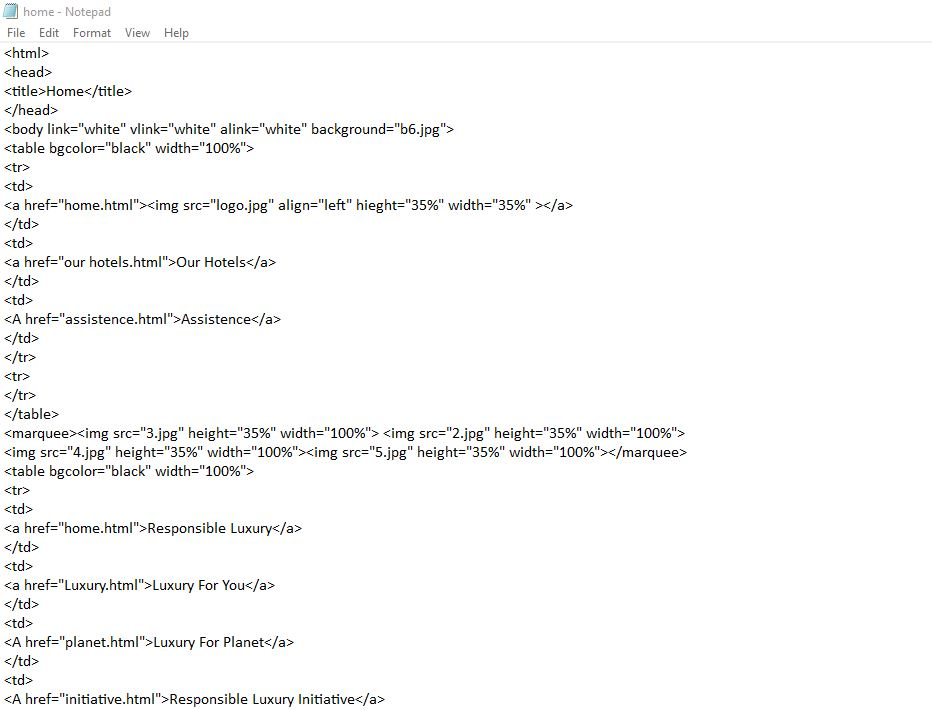 home - Notepad
File Edit Format View Help
<html>
<head>
<title>Home</title>
</head>
<body link="white" vlink="white" alink="white" background="b6.jpg">
<table bgcolor="black" width="100%">
<tr>
<td>
<a href="home.html"><img src="logo.jpg" align="left" hieght="35%" width="35%" ></a>
</td>
<td>
<a href="our hotels.html">Our Hotels</a>
</td>
<td>
<A href="assistence.html">Assistence</a>
</td>
</tr>
<tr>
</tr>
</table>
<marquee><img src="3.jpg" height="35%" width="100%"> <img src="2.jpg" height="35%" width="100%">
<img src="4.jpg" height="35%" width="100%"><img src="5.jpg" height="35%" width="100%"></marquee>
<table bgcolor="black" width="100%">
<tr>
<td>
<a href="home.html">Responsible Luxury</a>
</td>
<td>
<a href="Luxury.html">Luxury For You</a>
</td>
<td>
<A href="planet.html">Luxury For Planet</a>
</td>
<td>
<A href="initiative.html">Responsible Luxury Initiative</a>